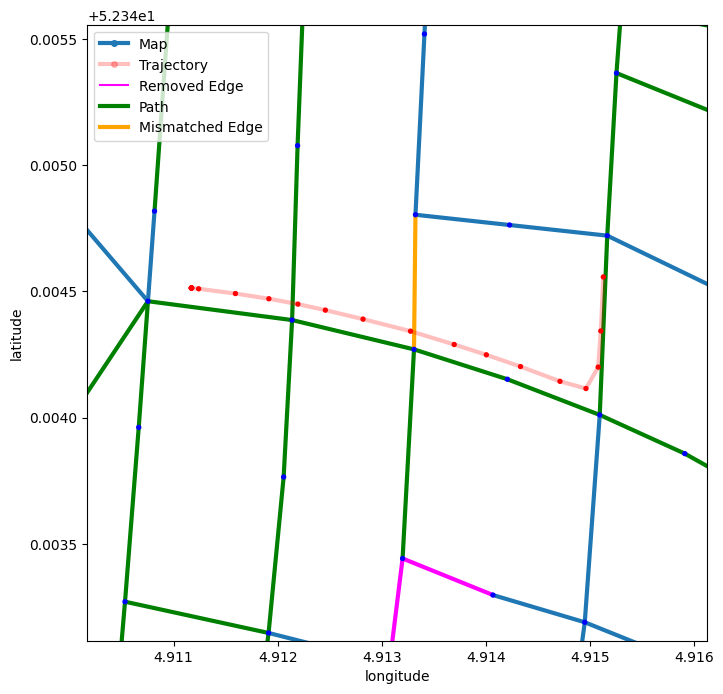 +5.234e1
0.0055
0.0050
0.0045
0.0040
0.0035
latitude
Map
Trajectory
Removed Edge
Path
Mismatched Edge
4.911 4.912 4.913 4.914 4.915 4.916
longitude